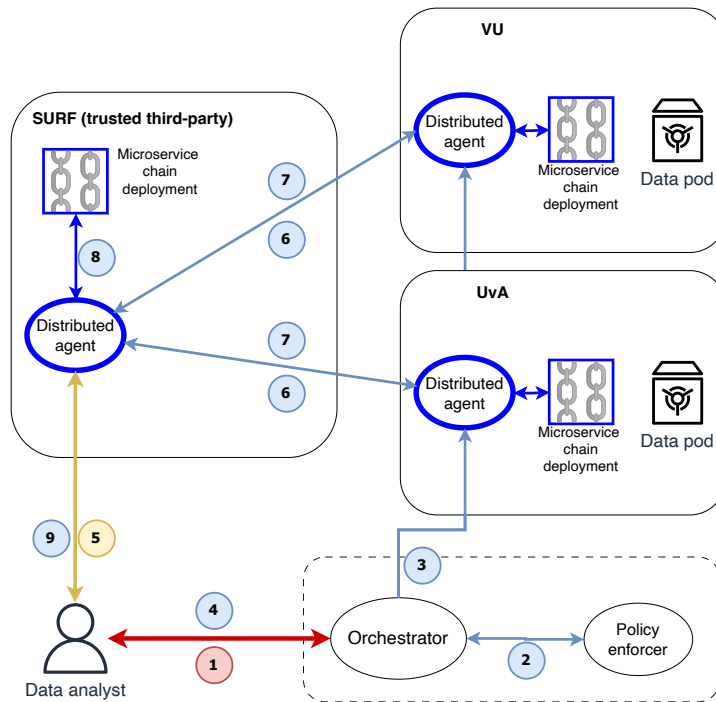 VU
Distributed
agent
Microservice
chain
deployment
Data pod
SURF (trusted third-party)
Microservice chain
deployment
7
6
8
Distributed
agent
7
6
UvA
Distributed
agent
Microservice
chain
deployment
Data pod
9
5
3
4
1
Data analyst
Orchestrator
2
Policy
enforcer